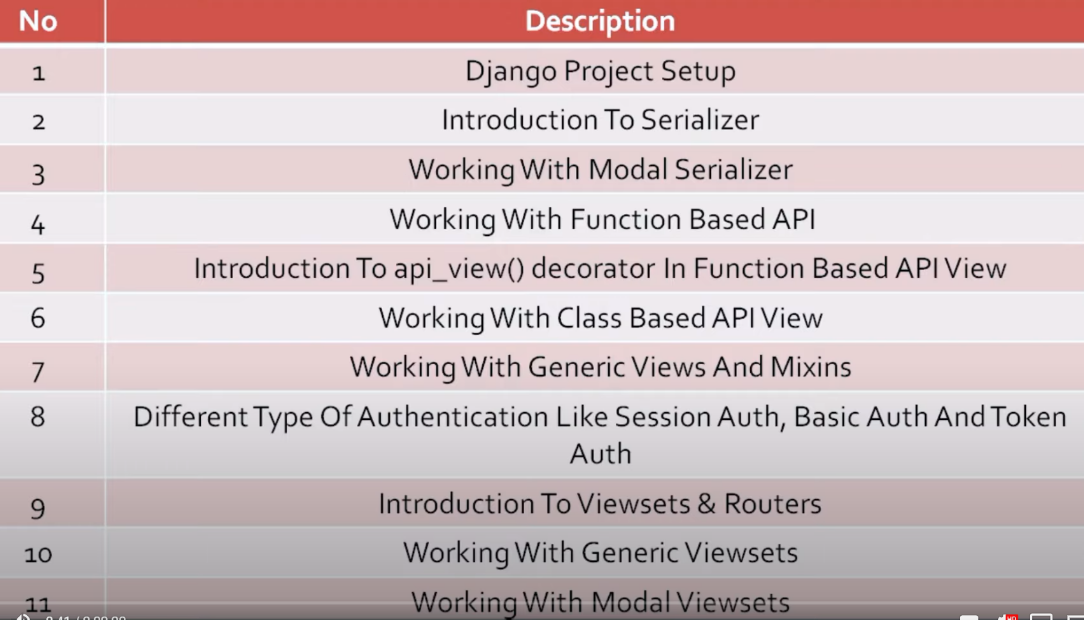 No Description
1 Django Project Setup
2 Introduction To Serializer
3 Working With Modal Serializer
4 Working With Function Based API
5 Introduction To api_view() decorator In Function Based API View
6 Working With Class Based API View
7 Working With Generic Views And Mixins
8 Different Type Of Authentication Like Session Auth, Basic Auth And Token
Auth
9 Introduction To Viewsets & Routers
10 Working With Generic Viewsets
11 Working With Modal Viewsets
HD